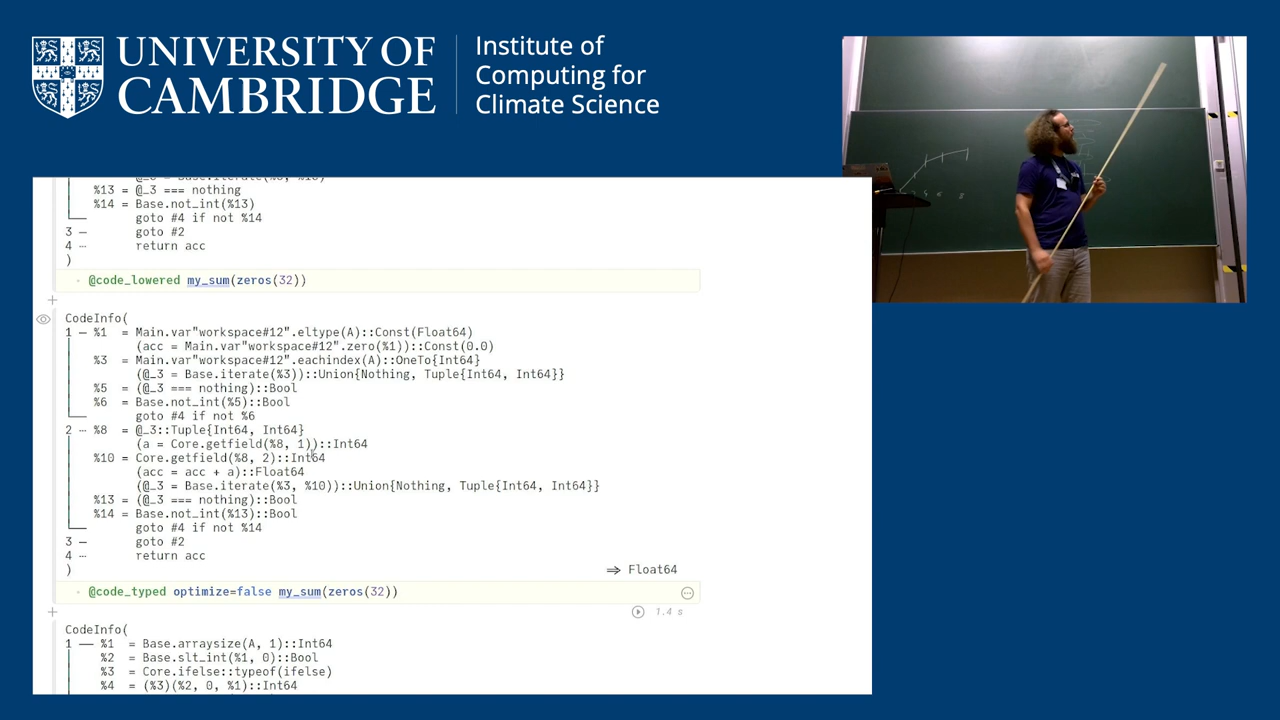 UNIVERSITY OF
CAMBRIDGE
Institute of
Computing for
Climate Science
%13 = @_3 === nothing
%14 = Base.not_int(%13)
goto #4 if not %14
3 ─ goto #2
4 ┄ return acc
)
@code_lowered my_sum(zeros(32))
CodeInfo(
1 ─ %1 = Main.var"workspace#12".eltype(A)::Const(Float64)
(acc = Main.var"workspace#12".zero(%1))::Const(0.0)
%3 = Main.var"workspace#12".eachindex(A)::OneTo{Int64}
(@_3 = Base.iterate(%3))::Union{Nothing, Tuple{Int64, Int64}}
%5 = (@_3 === nothing)::Bool
%6 = Base.not_int(%5)::Bool
goto #4 if not %6
2 ┄ %8 = @_3::Tuple{Int64, Int64}
(a = Core.getfield(%8, 1))::Int64
%10 = Core.getfield(%8, 2)::Int64
(acc = acc + a)::Float64
(@_3 = Base.iterate(%3, %10))::Union{Nothing, Tuple{Int64, Int64}}
%13 = (@_3 === nothing)::Bool
%14 = Base.not_int(%13)::Bool
goto #4 if not %14
3 ─ goto #2
4 ┄ return acc
) ⇒ Float64
@code_typed optimize=false my_sum(zeros(32))
1.4 s
CodeInfo(
1 ── %1 = Base.arraysize(A, 1)::Int64
%2 = Base.slt_int(%1, 0)::Bool
%3 = Core.ifelse::typeof(ifelse)
%4 = (%3)(%2, 0, %1)::Int64